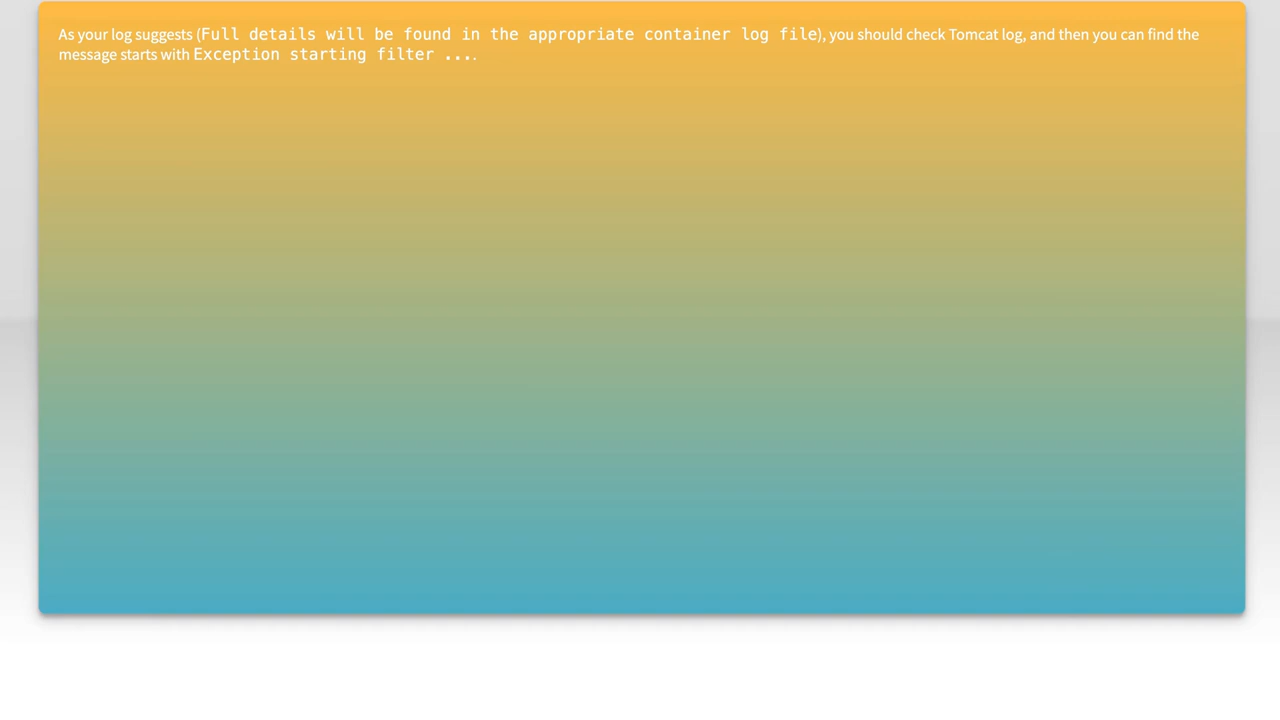 As your log suggests (Full details will be found in the appropriate container log file), you should check Tomcat log, and then you can find the
message starts with Exception starting filter ....